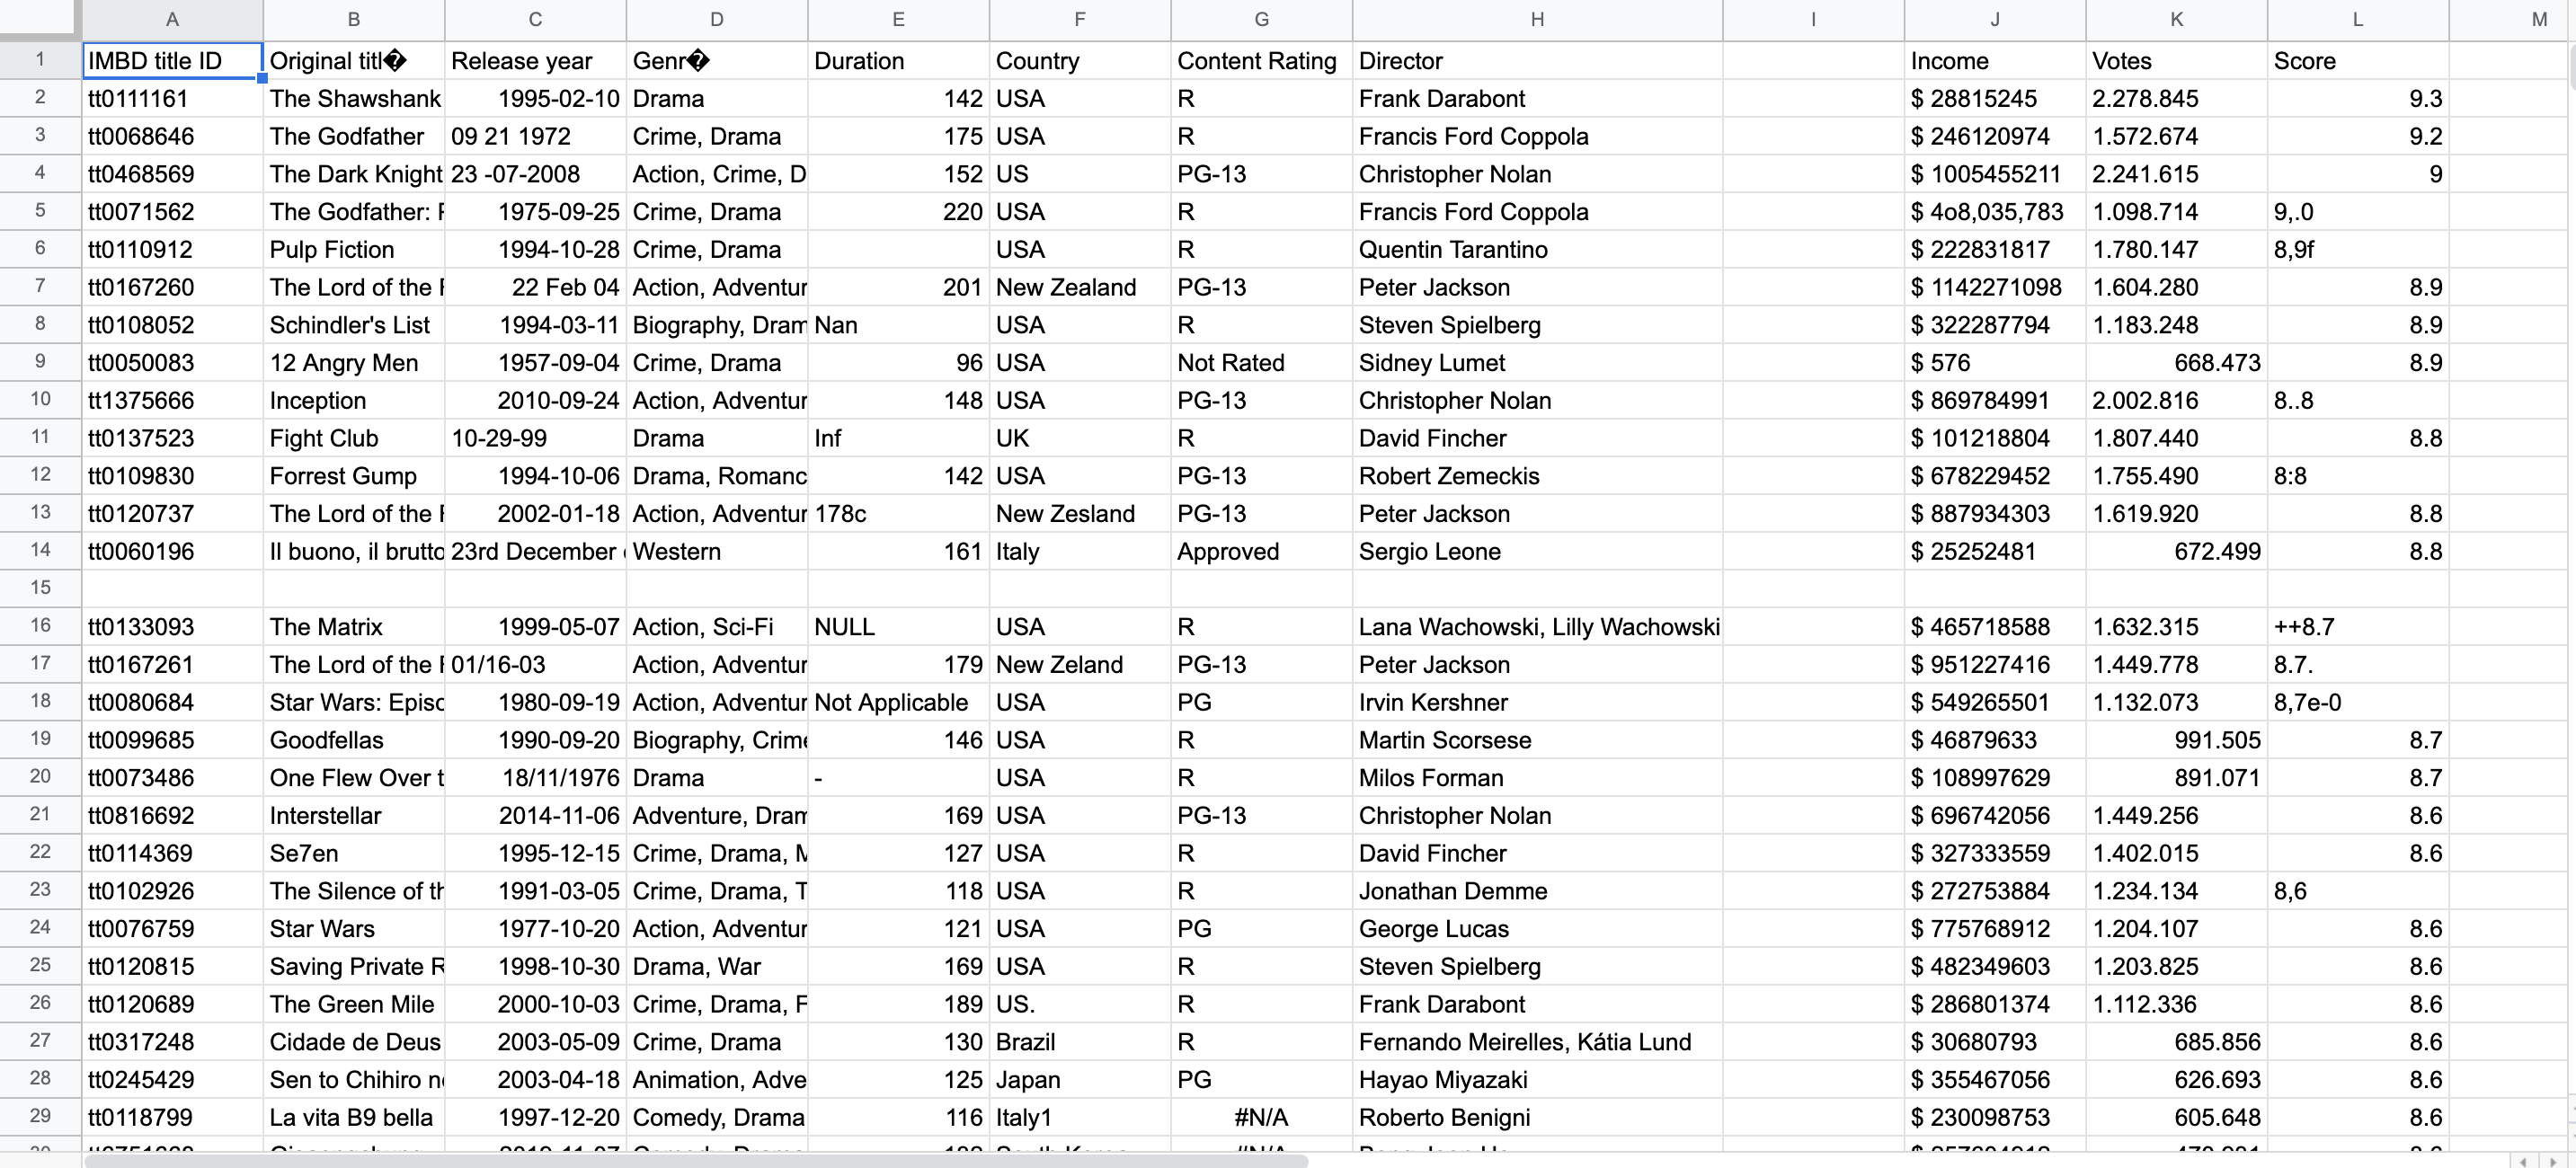 A B C D E F G H I J K L M
1 IMBD title ID Original titl� Release year Genr� Duration Country Content Rating Director Income Votes Score
2 tt0111161 The Shawshank 1995-02-10 Drama 142 USA R Frank Darabont $ 28815245 2.278.845 9.3
3 tt0068646 The Godfather 09 21 1972 Crime, Drama 175 USA R Francis Ford Coppola $ 246120974 1.572.674 9.2
4 tt0468569 The Dark Knight 23 -07-2008 Action, Crime, D 152 US PG-13 Christopher Nolan $ 1005455211 2.241.615 9
5 tt0071562 The Godfather: 1975-09-25 Crime, Drama 220 USA R Francis Ford Coppola $ 4o8,035,783 1.098.714 9,.0
6 tt0110912 Pulp Fiction 1994-10-28 Crime, Drama USA R Quentin Tarantino $ 222831817 1.780.147 8,9f
7 tt0167260 The Lord of the 22 Feb 04 Action, Adventur 201 New Zealand PG-13 Peter Jackson $ 1142271098 1.604.280 8.9
8 tt0108052 Schindler's List 1994-03-11 Biography, Dram Nan USA R Steven Spielberg $ 322287794 1.183.248 8.9
9 tt0050083 12 Angry Men 1957-09-04 Crime, Drama 96 USA Not Rated Sidney Lumet $ 576 668.473 8.9
10 tt1375666 Inception 2010-09-24 Action, Adventur 148 USA PG-13 Christopher Nolan $ 869784991 2.002.816 8..8
11 tt0137523 Fight Club 10-29-99 Drama Inf UK R David Fincher $ 101218804 1.807.440 8.8
12 tt0109830 Forrest Gump 1994-10-06 Drama, Romanc 142 USA PG-13 Robert Zemeckis $ 678229452 1.755.490 8:8
13 tt0120737 The Lord of the 2002-01-18 Action, Adventur 178c New Zesland PG-13 Peter Jackson $ 887934303 1.619.920 8.8
14 tt0060196 Il buono, il brutto 23rd December Western 161 Italy Approved Sergio Leone $ 25252481 672.499 8.8
15
16 tt0133093 The Matrix 1999-05-07 Action, Sci-Fi NULL USA R Lana Wachowski, Lilly Wachowski $ 465718588 1.632.315 ++8.7
17 tt0167261 The Lord of the 01/16-03 Action, Adventur 179 New Zeland PG-13 Peter Jackson $ 951227416 1.449.778 8.7.
18 tt0080684 Star Wars: Episo 1980-09-19 Action, Adventur Not Applicable USA PG Irvin Kershner $ 549265501 1.132.073 8,7e-0
19 tt0099685 Goodfellas 1990-09-20 Biography, Crime 146 USA R Martin Scorsese $ 46879633 991.505 8.7
20 tt0073486 One Flew Over t 18/11/1976 Drama - USA R Milos Forman $ 108997629 891.071 8.7
21 tt0816692 Interstellar 2014-11-06 Adventure, Dram 169 USA PG-13 Christopher Nolan $ 696742056 1.449.256 8.6
22 tt0114369 Se7en 1995-12-15 Crime, Drama, M 127 USA R David Fincher $ 327333559 1.402.015 8.6
23 tt0102926 The Silence of th 1991-03-05 Crime, Drama, T 118 USA R Jonathan Demme $ 272753884 1.234.134 8,6
24 tt0076759 Star Wars 1977-10-20 Action, Adventur 121 USA PG George Lucas $ 775768912 1.204.107 8.6
25 tt0120815 Saving Private R 1998-10-30 Drama, War 169 USA R Steven Spielberg $ 482349603 1.203.825 8.6
26 tt0120689 The Green Mile 2000-10-03 Crime, Drama, F 189 US. R Frank Darabont $ 286801374 1.112.336 8.6
27 tt0317248 Cidade de Deus 2003-05-09 Crime, Drama 130 Brazil R Fernando Meirelles, Kátia Lund $ 30680793 685.856 8.6
28 tt0245429 Sen to Chihiro n 2003-04-18 Animation, Adve 125 Japan PG Hayao Miyazaki $ 355467056 626.693 8.6
29 tt0118799 La vita B9 bella 1997-12-20 Comedy, Drama 116 Italy1 #N/A Roberto Benigni $ 230098753 605.648 8.6